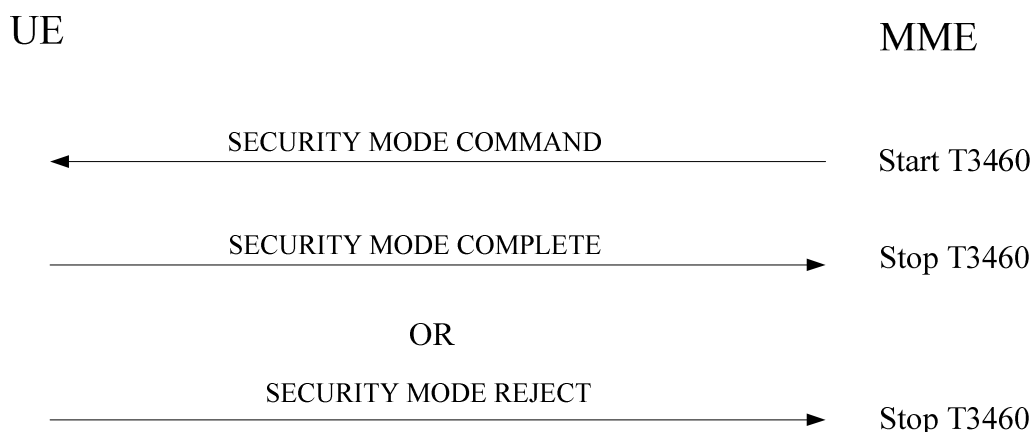 UE
MME
SECURITY MODE COMMAND
Start T3460
SECURITY MODE COMPLETE
Stop T3460
OR
SECURITY MODE REJECT
Stop T3460